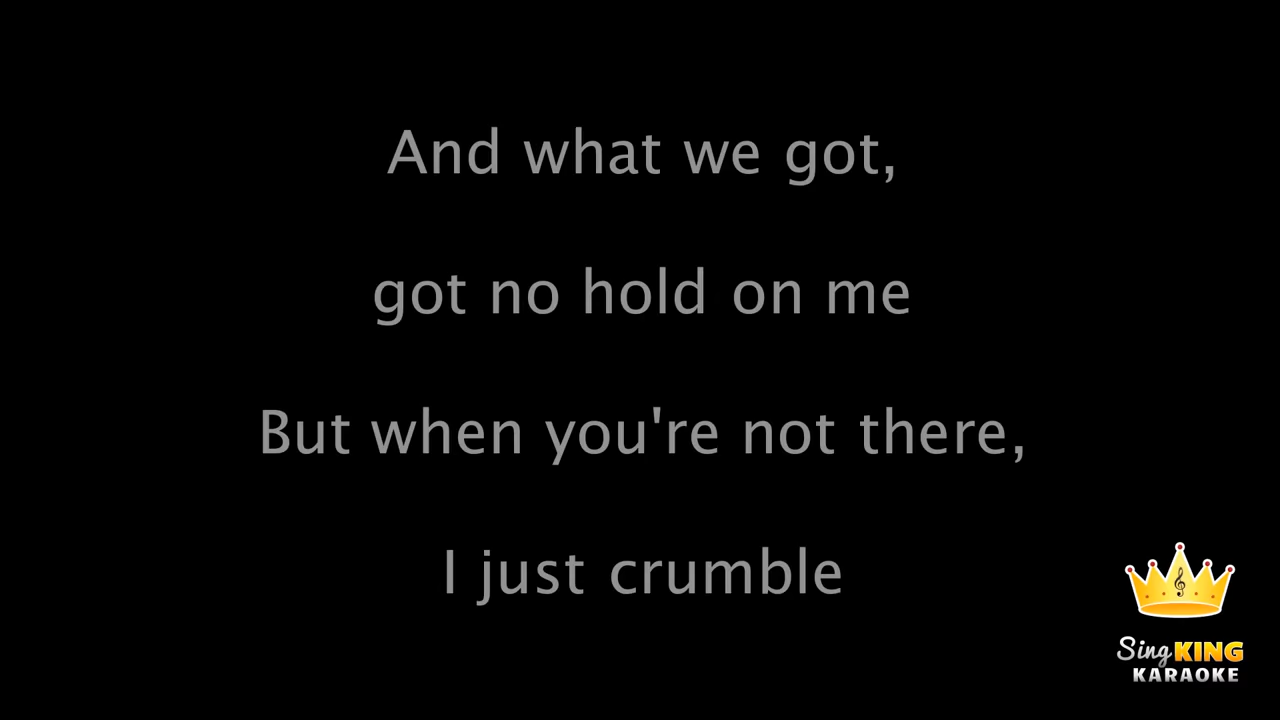 And what we got,
got no hold on me
But when you're not there,
I just crumble
Sing KING
KARAOKE